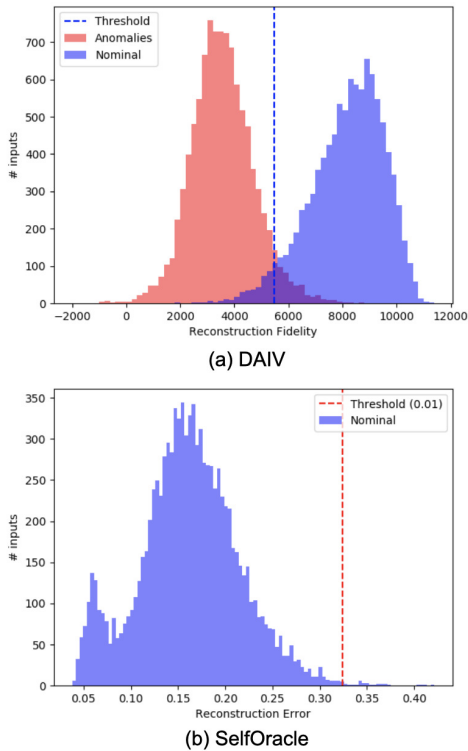 Threshold
Anomalies
Nominal
700
600
500
400
300
200
100
0
# inputs
-2000 0 2000 4000 6000 8000 10000 12000
Reconstruction Fidelity
(a) DAIV
Threshold (0.01)
Nominal
350
300
250
200
150
100
50
0
# inputs
0.05 0.10 0.15 0.20 0.25 0.30 0.35 0.40
Reconstruction Error
(b) SelfOracle